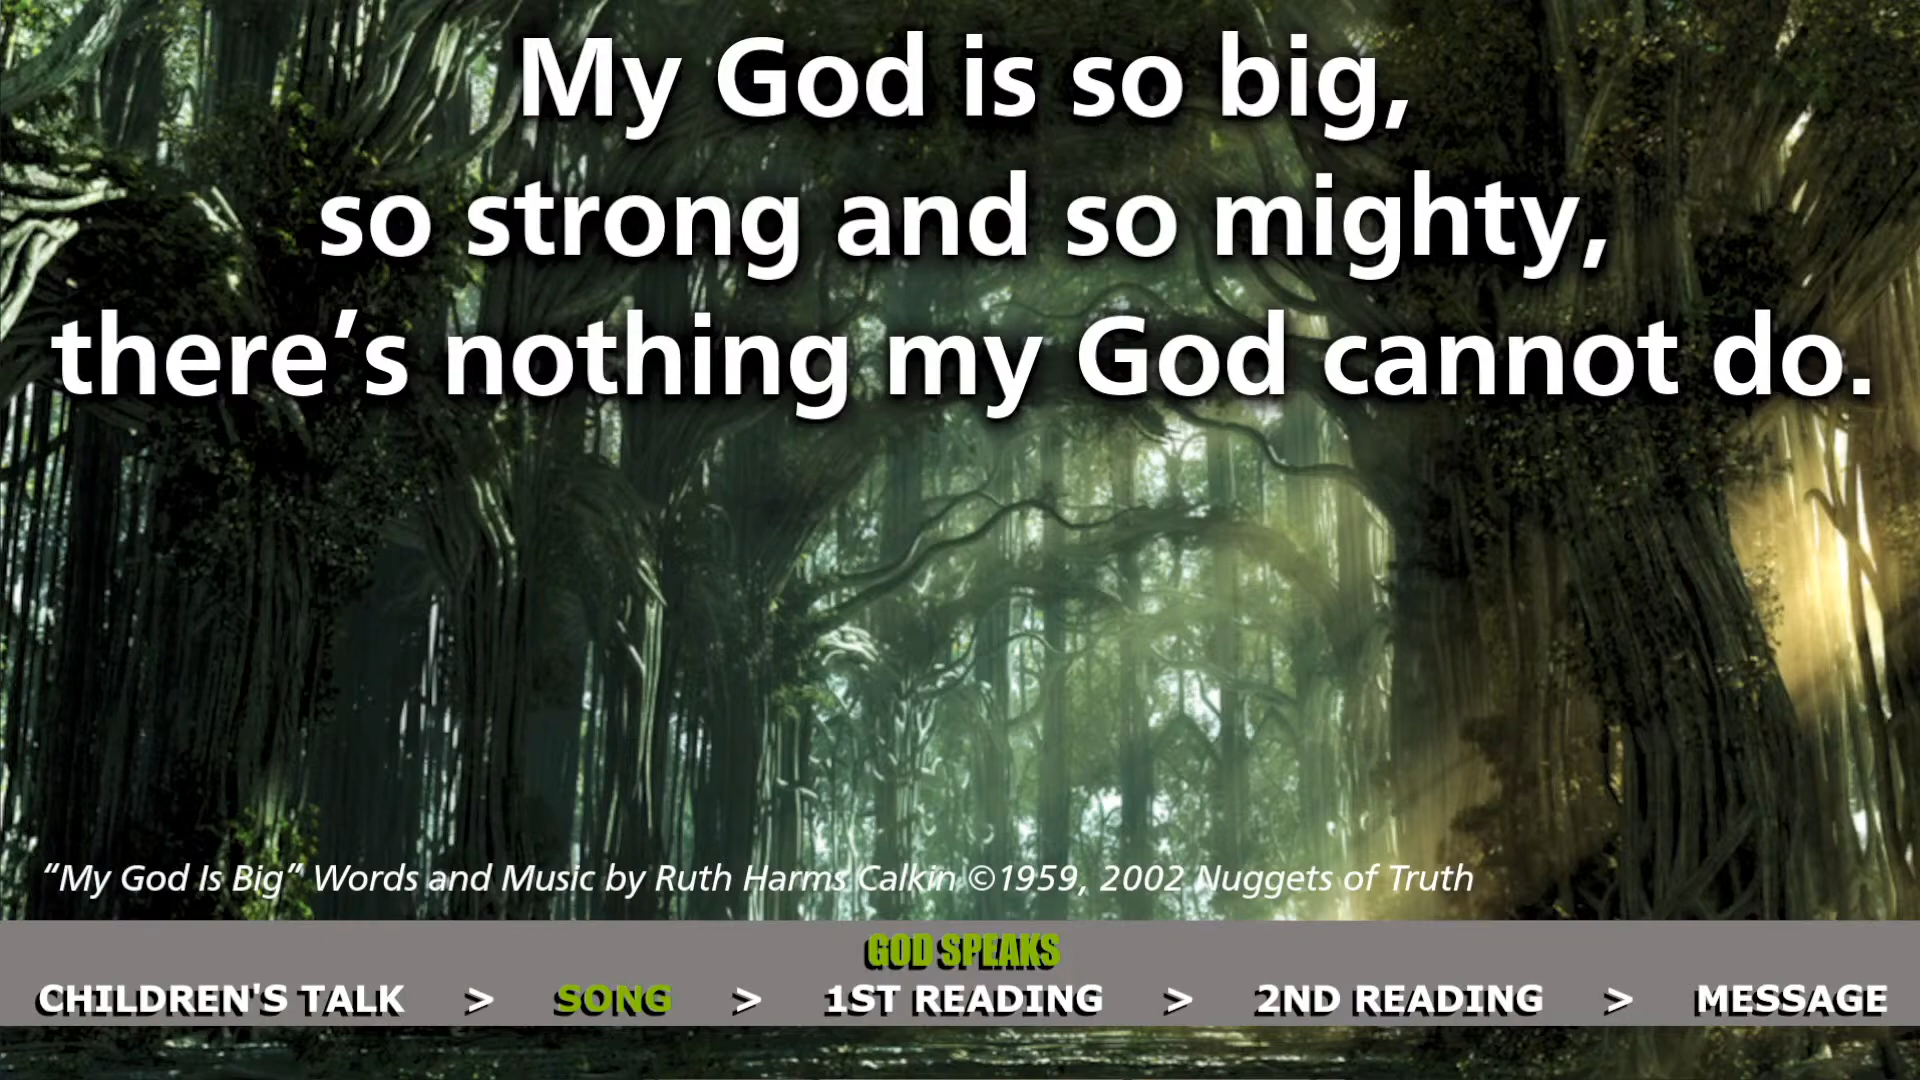 My God is so big,
so strong and so mighty,
there’s nothing my God cannot do.
“My God Is Big” Words and Music by Ruth Harms Calkin ©1959, 2002 Nuggets of Truth
GOD SPEAKS
CHILDREN'S TALK > SONG > 1ST READING > 2ND READING > MESSAGE